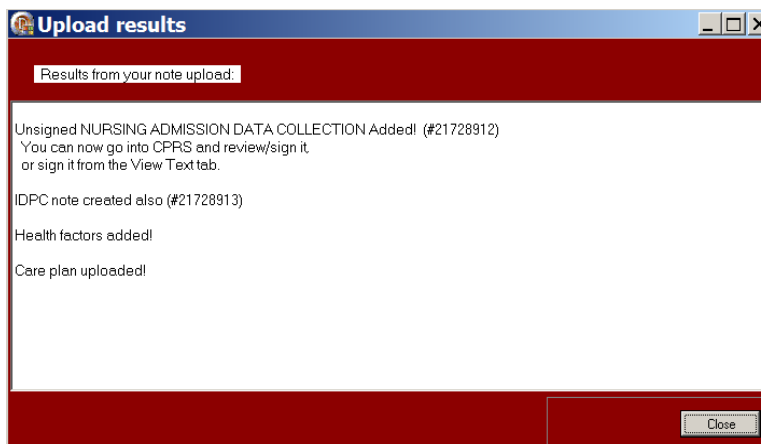 Upload results
Results from your note upload:
Unsigned NURSING ADMISSION DATA COLLECTION Added! (#21728912)
You can now go into CPRS and review/sign it,
or sign it from the View Text tab.
IDPC note created also (#21728913)
Health factors added!
Care plan uploaded!
Close